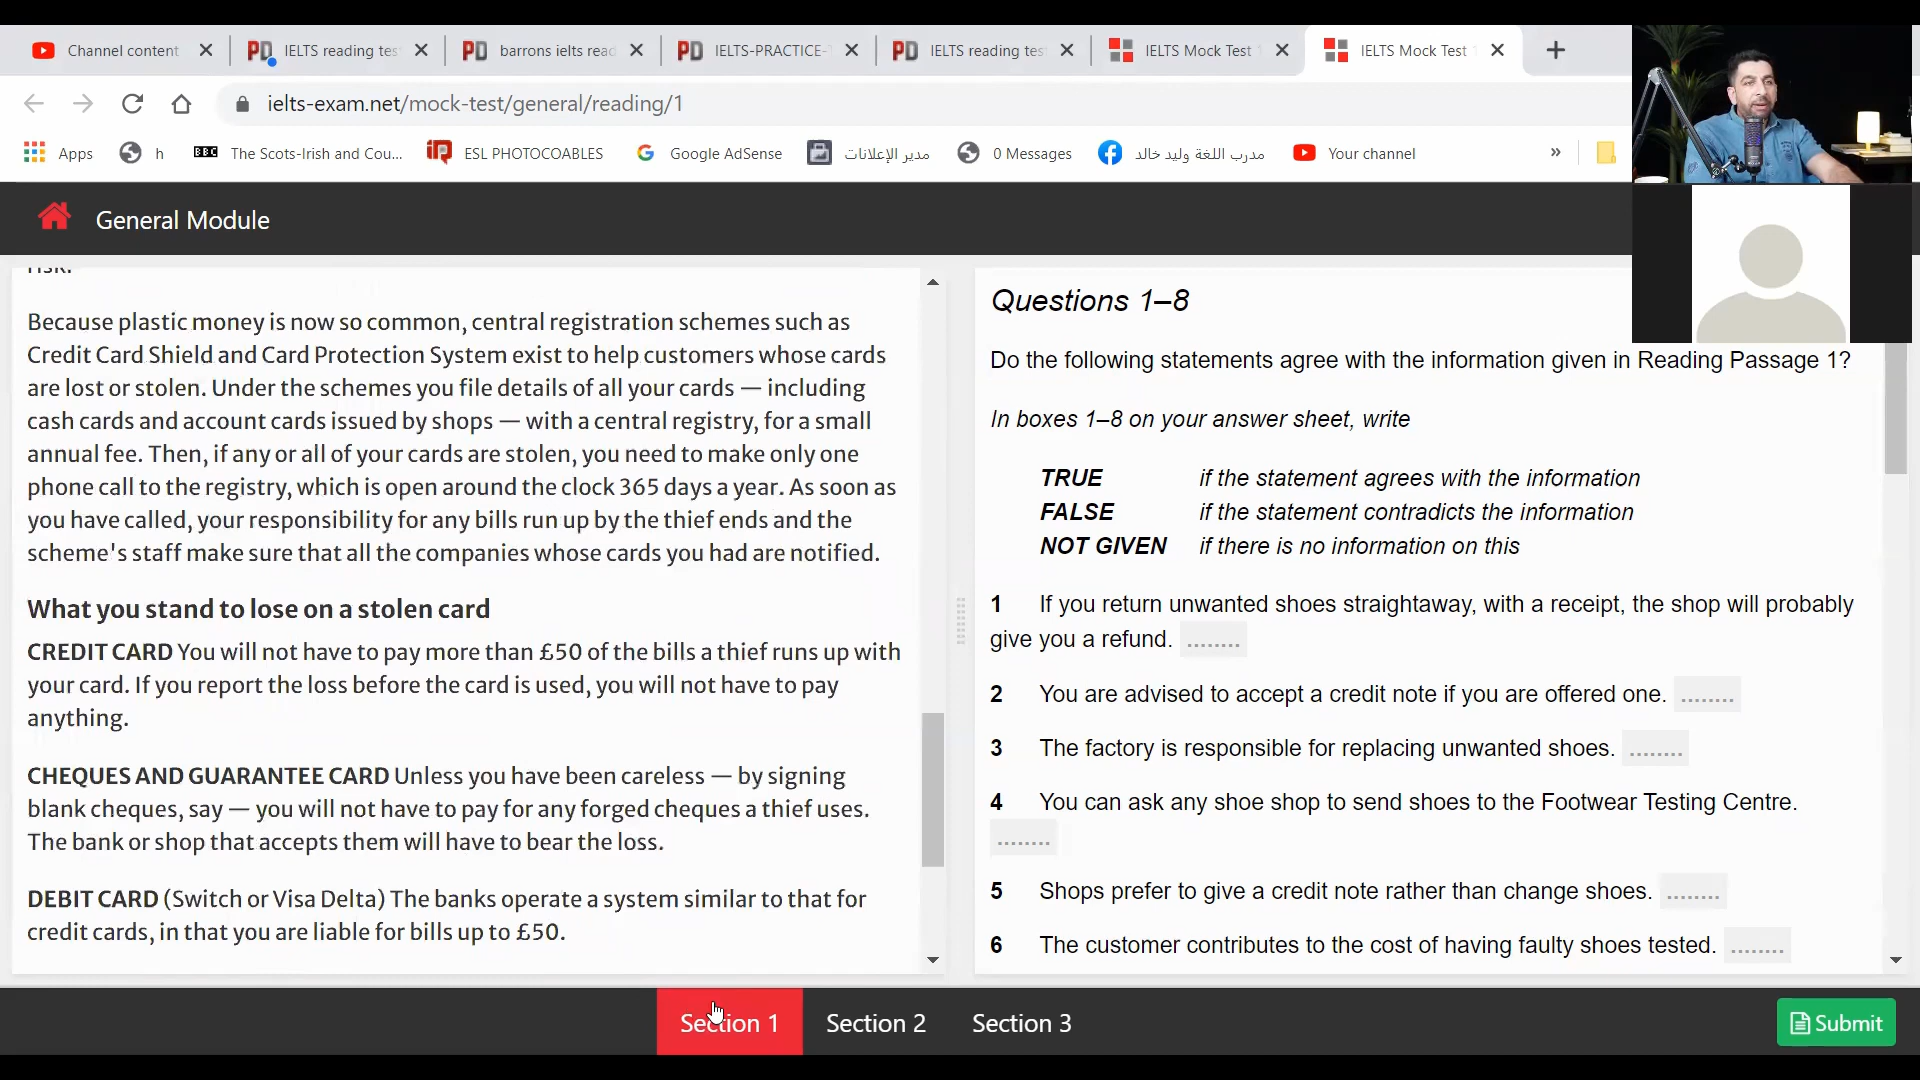 Channel content
IELTS reading tes
barrons ielts read
IELTS-PRACTICE-
IELTS reading tes
IELTS Mock Test 1
IELTS Mock Test 1
ielts-exam.net/mock-test/general/reading/1
Apps
h
BBC
The Scots-Irish and Cou...
ESL PHOTOCOABLES
Google AdSense
مدير الإعلانات
0 Messages
مدرب اللغة وليد خالد
Your channel
»
General Module
risk.
Because plastic money is now so common, central registration schemes such as
Credit Card Shield and Card Protection System exist to help customers whose cards
are lost or stolen. Under the schemes you file details of all your cards — including
cash cards and account cards issued by shops — with a central registry, for a small
annual fee. Then, if any or all of your cards are stolen, you need to make only one
phone call to the registry, which is open around the clock 365 days a year. As soon as
you have called, your responsibility for any bills run up by the thief ends and the
scheme's staff make sure that all the companies whose cards you had are notified.
What you stand to lose on a stolen card
CREDIT CARD You will not have to pay more than £50 of the bills a thief runs up with
your card. If you report the loss before the card is used, you will not have to pay
anything.
CHEQUES AND GUARANTEE CARD Unless you have been careless — by signing
blank cheques, say — you will not have to pay for any forged cheques a thief uses.
The bank or shop that accepts them will have to bear the loss.
DEBIT CARD (Switch or Visa Delta) The banks operate a system similar to that for
credit cards, in that you are liable for bills up to £50.
Questions 1–8
Do the following statements agree with the information given in Reading Passage 1?
In boxes 1–8 on your answer sheet, write
TRUE if the statement agrees with the information
FALSE if the statement contradicts the information
NOT GIVEN if there is no information on this
1 If you return unwanted shoes straightaway, with a receipt, the shop will probably
give you a refund. ........
2 You are advised to accept a credit note if you are offered one. ........
3 The factory is responsible for replacing unwanted shoes. ........
4 You can ask any shoe shop to send shoes to the Footwear Testing Centre.
........
5 Shops prefer to give a credit note rather than change shoes. ........
6 The customer contributes to the cost of having faulty shoes tested. ........
Section 1
Section 2
Section 3
Submit